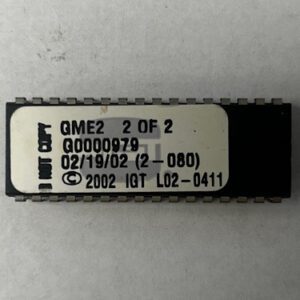 QME2 2 OF 2
Q0000979
02/19/02 (2-080)
© 2002 IGT L02-0411
NOT COPY